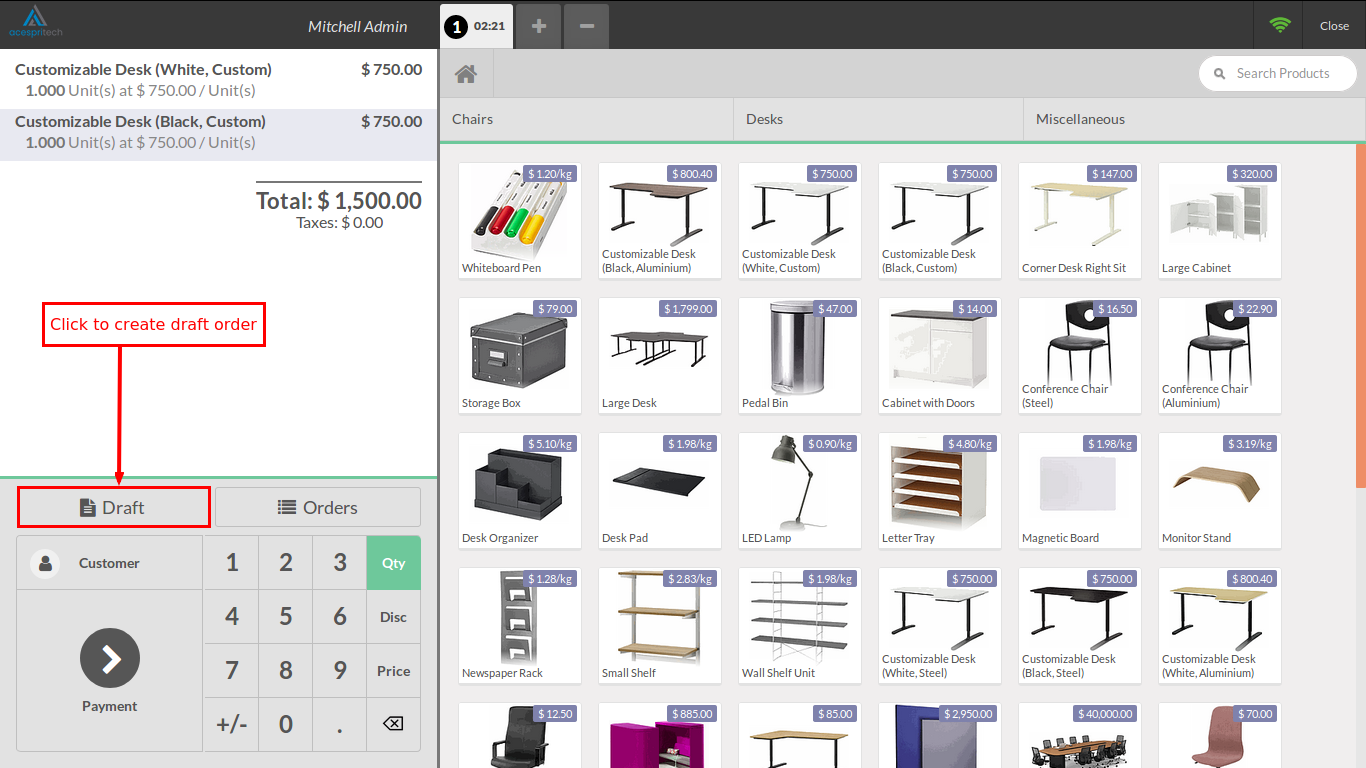 acespritech
Mitchell Admin
1 02:21
+
−
Close
Customizable Desk (White, Custom) $ 750.00
1.000 Unit(s) at $ 750.00 / Unit(s)
Customizable Desk (Black, Custom) $ 750.00
1.000 Unit(s) at $ 750.00 / Unit(s)
Total: $ 1,500.00
Taxes: $ 0.00
Click to create draft order
Draft
Orders
Customer
Payment
1 2 3 Qty
4 5 6 Disc
7 8 9 Price
+/- 0 .
Search Products
Chairs
Desks
Miscellaneous
$ 1.20/kg
Whiteboard Pen
$ 800.40
Customizable Desk
(Black, Aluminium)
$ 750.00
Customizable Desk
(White, Custom)
$ 750.00
Customizable Desk
(Black, Custom)
$ 147.00
Corner Desk Right Sit
$ 320.00
Large Cabinet
$ 79.00
Storage Box
$ 1,799.00
Large Desk
$ 47.00
Pedal Bin
$ 14.00
Cabinet with Doors
$ 16.50
Conference Chair
(Steel)
$ 22.90
Conference Chair
(Aluminium)
$ 5.10/kg
Desk Organizer
$ 1.98/kg
Desk Pad
$ 0.90/kg
LED Lamp
$ 4.80/kg
Letter Tray
$ 1.98/kg
Magnetic Board
$ 3.19/kg
Monitor Stand
$ 1.28/kg
Newspaper Rack
$ 2.83/kg
Small Shelf
$ 1.98/kg
Wall Shelf Unit
$ 750.00
Customizable Desk
(White, Steel)
$ 750.00
Customizable Desk
(Black, Steel)
$ 800.40
Customizable Desk
(White, Aluminium)
$ 12.50
$ 885.00
$ 85.00
$ 2,950.00
$ 40,000.00
$ 70.00